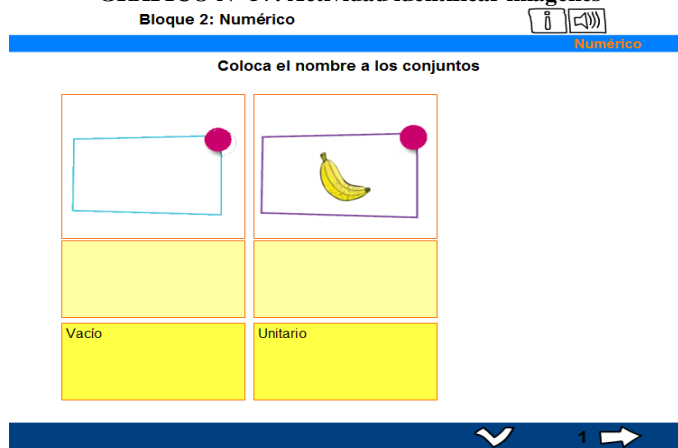 Bloque 2: Numérico
Numérico
Coloca el nombre a los conjuntos
Vacío
Unitario
1